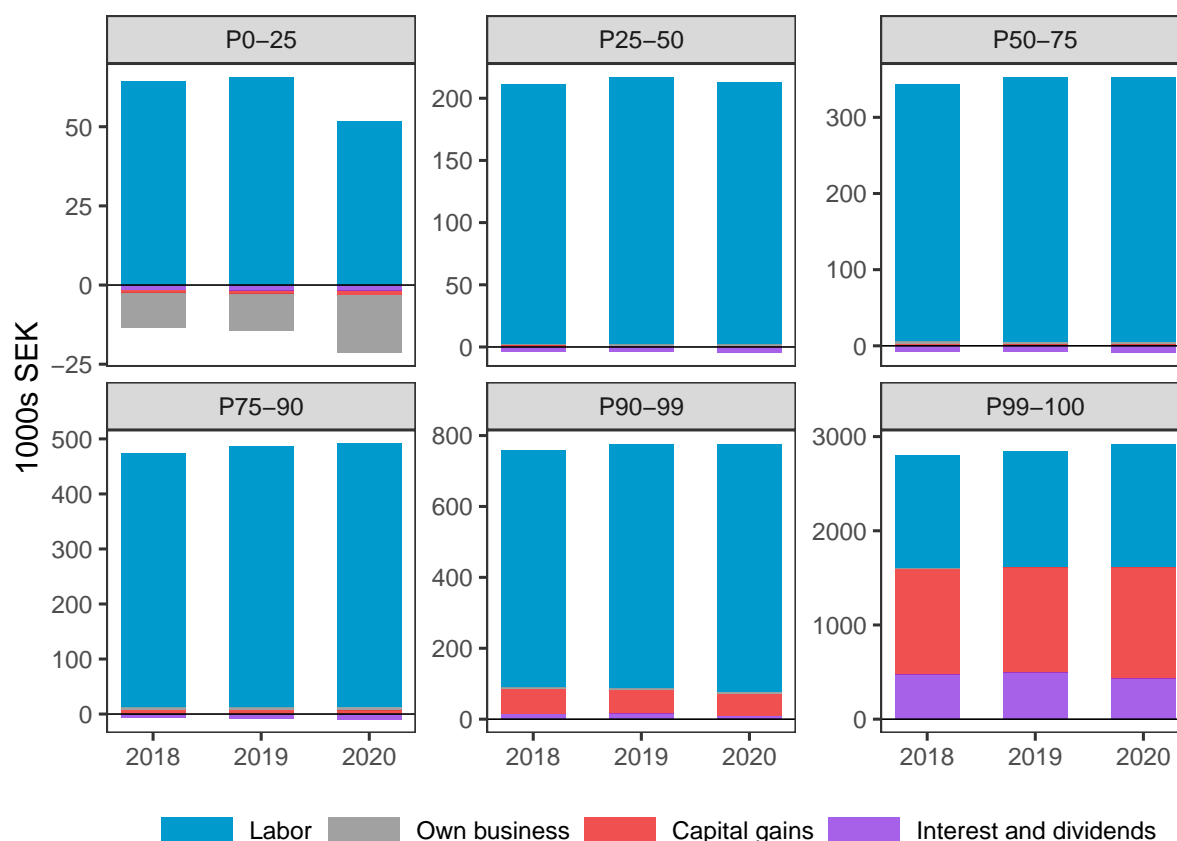 P0−25
P25−50
P50−75
50
25
0
−25
200
150
100
50
0
300
200
100
0
1000s SEK
P75−90
P90−99
P99−100
500
400
300
200
100
0
800
600
400
200
0
3000
2000
1000
0
2018 2019 2020
2018 2019 2020
2018 2019 2020
Labor Own business Capital gains Interest and dividends